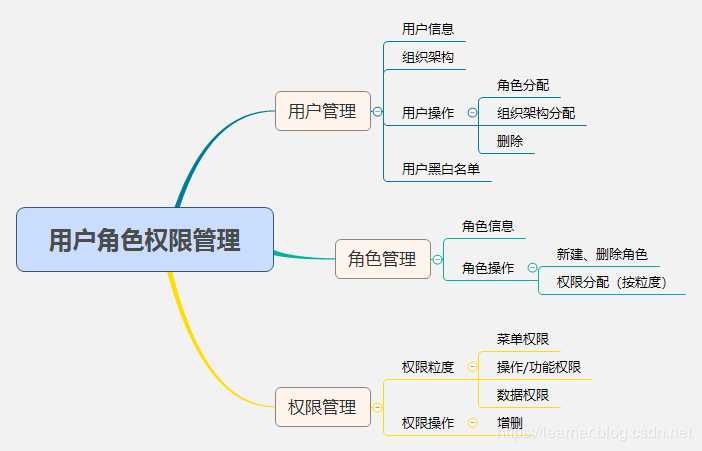 用户角色权限管理
用户管理
用户信息
组织架构
用户操作
角色分配
组织架构分配
删除
用户黑白名单
角色管理
角色信息
角色操作
新建、删除角色
权限分配（按粒度）
权限管理
权限粒度
菜单权限
操作/功能权限
数据权限
权限操作
增删
https://leamer.blog.csdn.net